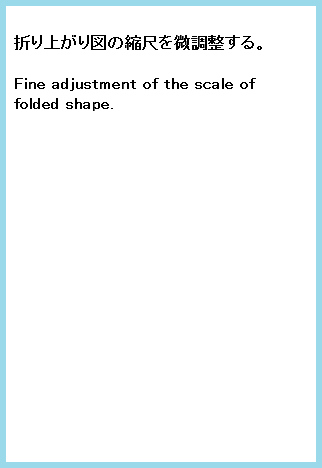 折り上がり図の縮尺を微調整する。
Fine adjustment of the scale of
folded shape.